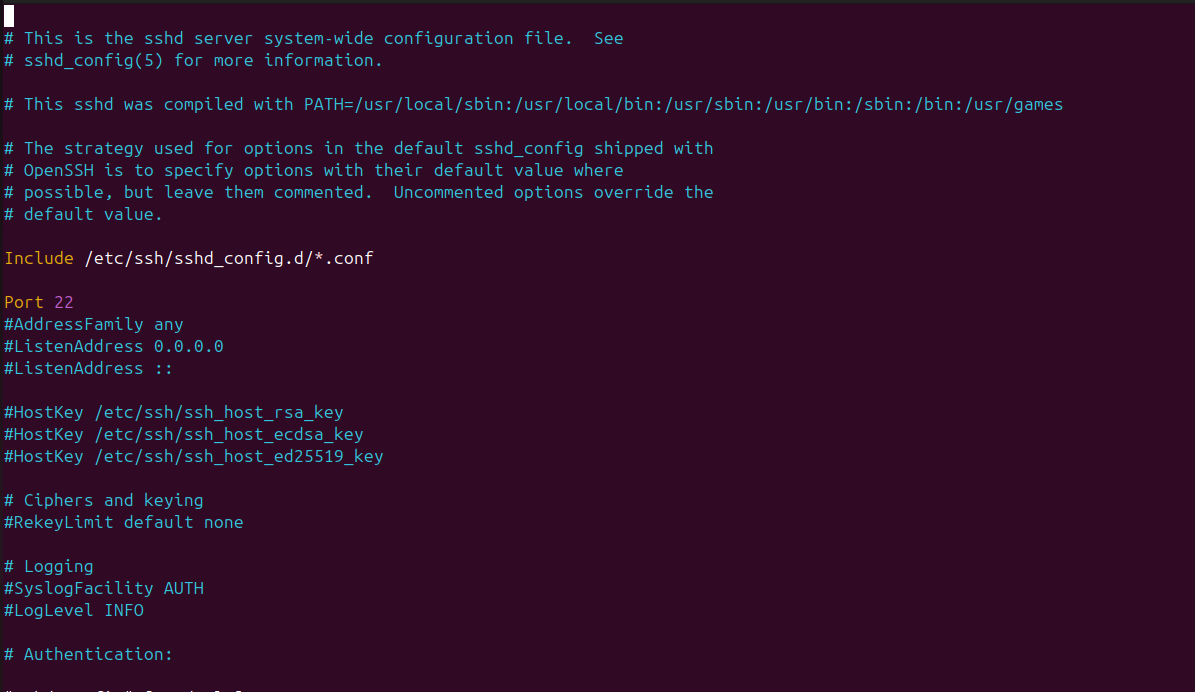 # This is the sshd server system-wide configuration file.  See
# sshd_config(5) for more information.
# This sshd was compiled with PATH=/usr/local/sbin:/usr/local/bin:/usr/sbin:/usr/bin:/sbin:/bin:/usr/games
# The strategy used for options in the default sshd_config shipped with
# OpenSSH is to specify options with their default value where
# possible, but leave them commented.  Uncommented options override the
# default value.
Include /etc/ssh/sshd_config.d/*.conf
Port 22
#AddressFamily any
#ListenAddress 0.0.0.0
#ListenAddress ::
#HostKey /etc/ssh/ssh_host_rsa_key
#HostKey /etc/ssh/ssh_host_ecdsa_key
#HostKey /etc/ssh/ssh_host_ed25519_key
# Ciphers and keying
#RekeyLimit default none
# Logging
#SyslogFacility AUTH
#LogLevel INFO
# Authentication: